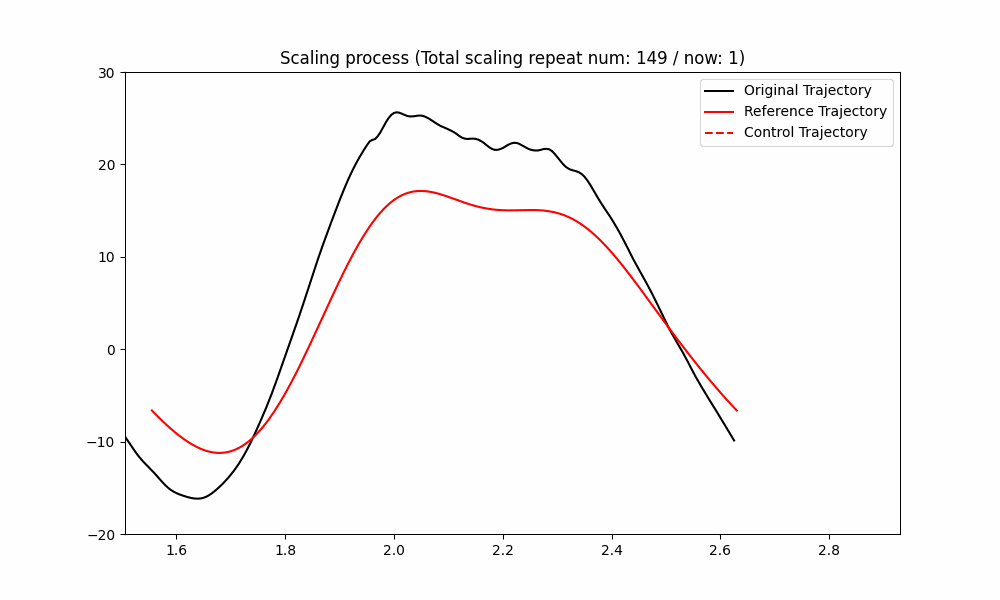 Scaling process (Total scaling repeat num: 149 / now: 1)
Original Trajectory
Reference Trajectory
Control Trajectory
30
20
10
0
−10
−20
1.6 1.8 2.0 2.2 2.4 2.6 2.8